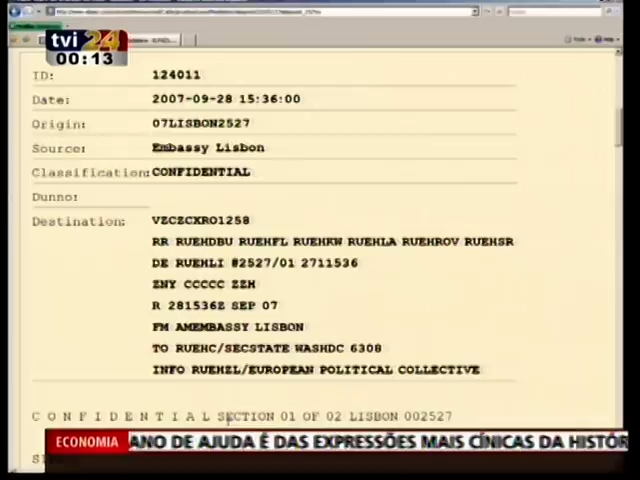 tvi 24
00:13
ID: 124011
Date: 2007-09-28 15:36:00
Origin: 07LISBON2527
Source: Embassy Lisbon
Classification: CONFIDENTIAL
Dunno:
Destination: VZCZCXRO1258
RR RUEHDBU RUEHFL RUEHKW RUEHLA RUEHROV RUEHSR
DE RUEHLI #2527/01 2711536
ZNY CCCCC ZZH
R 281536Z SEP 07
FM AMEMBASSY LISBON
TO RUEHC/SECSTATE WASHDC 6308
INFO RUEHZL/EUROPEAN POLITICAL COLLECTIVE
C O N F I D E N T I A L SECTION 01 OF 02 LISBON 002527
ECONOMIA ANO DE AJUDA É DAS EXPRESSÕES MAIS CÍNICAS DA HISTÓR